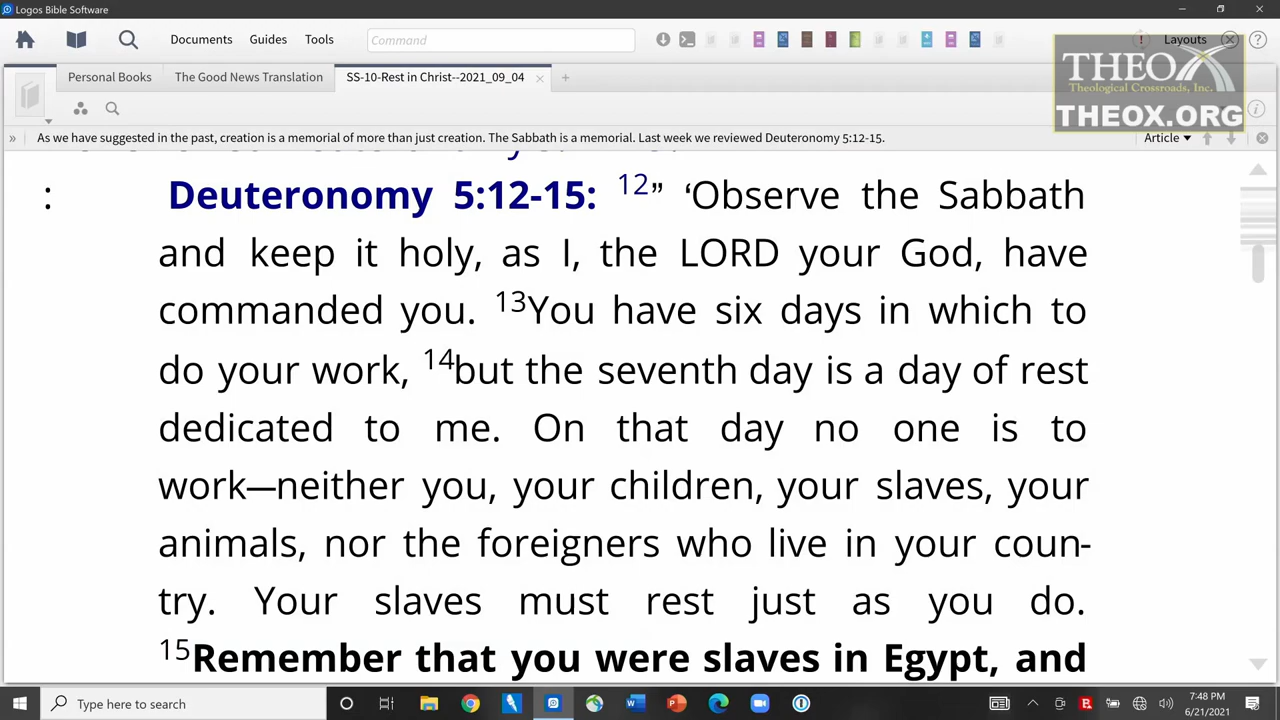 Logos Bible Software
Documents Guides Tools Command Layouts
THEOX
Theological Crossroads, Inc.
THEOX.ORG
Personal Books The Good News Translation SS-10-Rest in Christ--2021_09_04
As we have suggested in the past, creation is a memorial of more than just creation. The Sabbath is a memorial. Last week we reviewed Deuteronomy 5:12-15. Article
: Deuteronomy 5:12-15: 12” ‘Observe the Sabbath
and keep it holy, as I, the LORD your God, have
commanded you. 13You have six days in which to
do your work, 14but the seventh day is a day of rest
dedicated to me. On that day no one is to
work—neither you, your children, your slaves, your
animals, nor the foreigners who live in your coun-
try. Your slaves must rest just as you do.
15Remember that you were slaves in Egypt, and
Type here to search
7:48 PM
6/21/2021